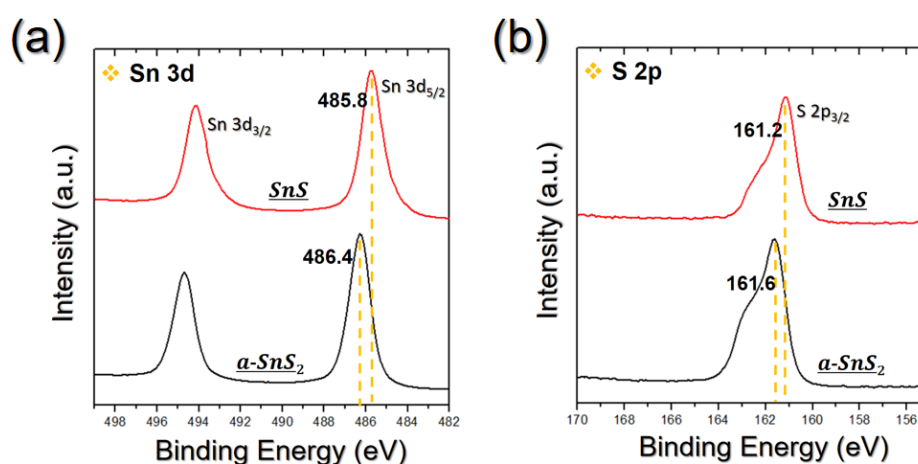 (a)
❖ Sn 3d
Sn 3d3/2
Sn 3d5/2
485.8
SnS
486.4
a-SnS2
Intensity (a.u.)
498 496 494 492 490 488 486 484 482
Binding Energy (eV)
(b)
❖ S 2p
S 2p3/2
161.2
SnS
161.6
a-SnS2
Intensity (a.u.)
170 168 166 164 162 160 158 156
Binding Energy (eV)